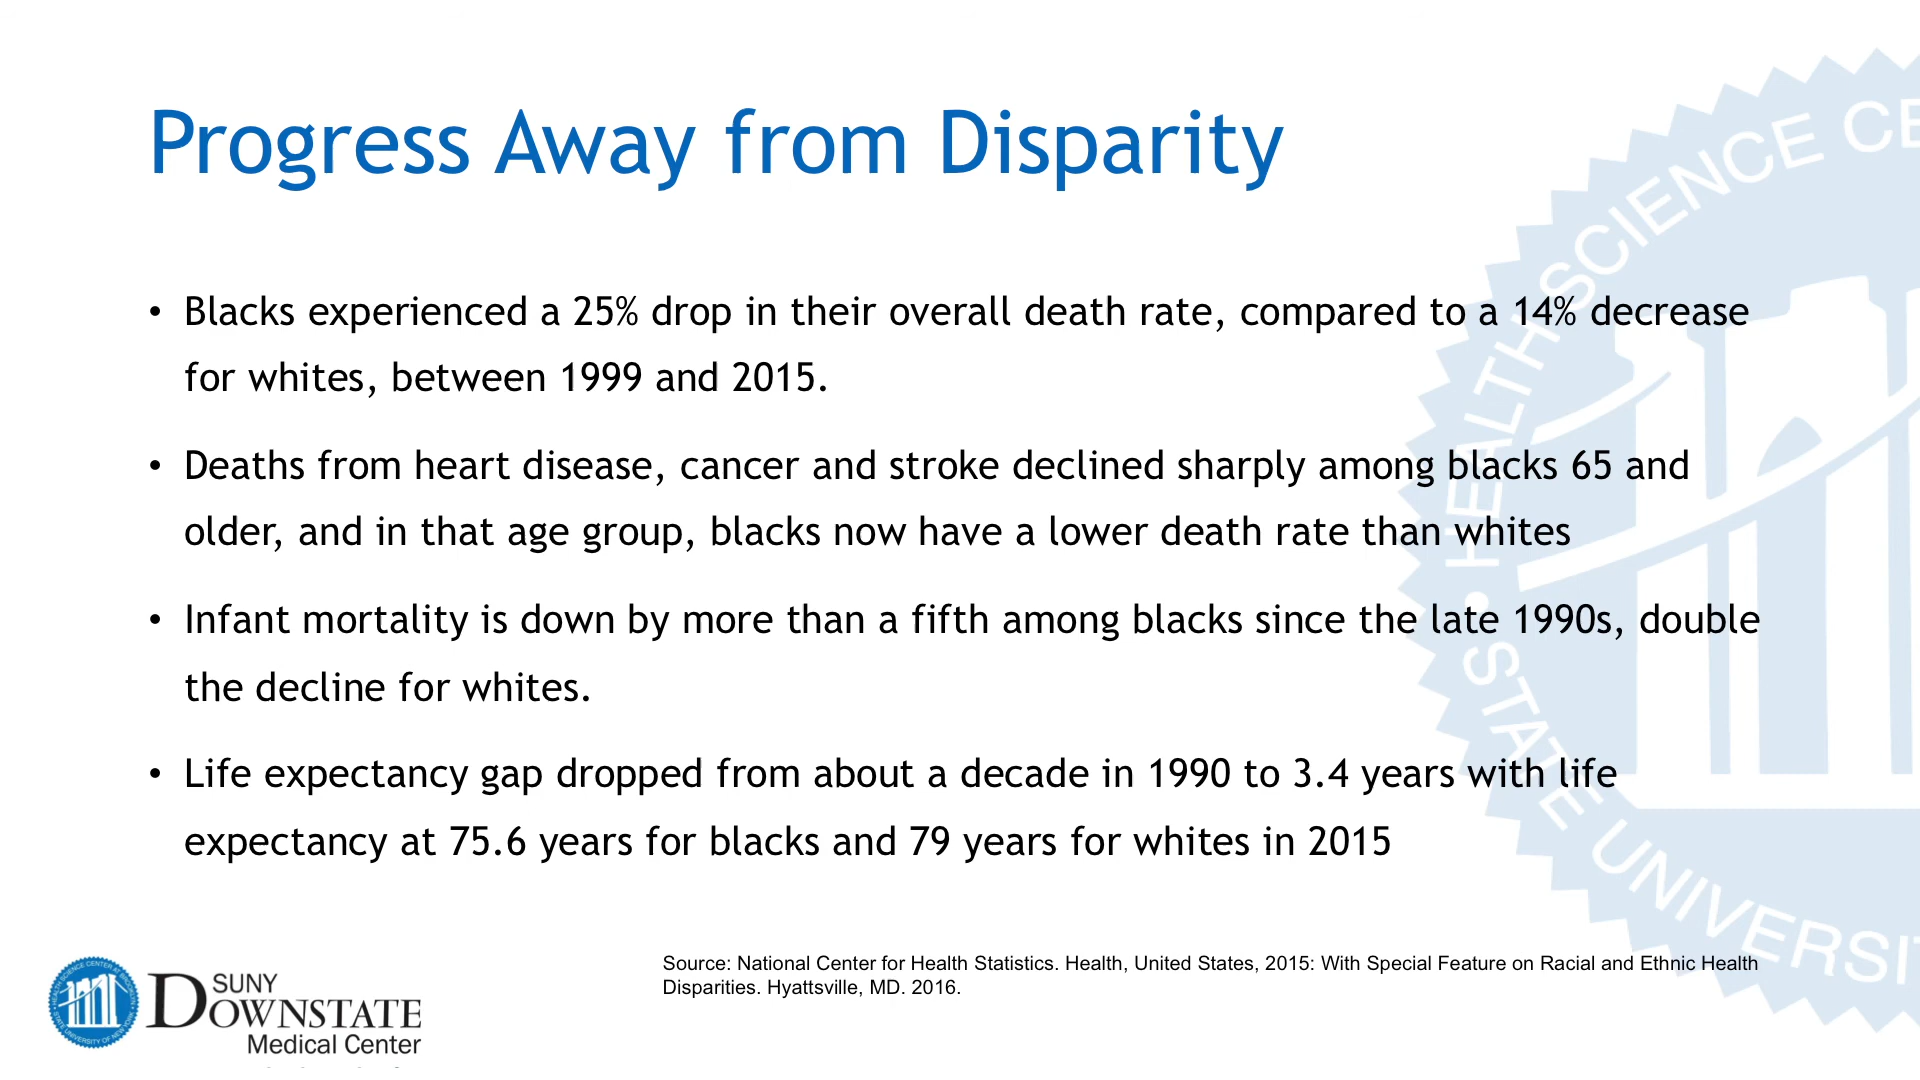 Progress Away from Disparity
• Blacks experienced a 25% drop in their overall death rate, compared to a 14% decrease
for whites, between 1999 and 2015.
• Deaths from heart disease, cancer and stroke declined sharply among blacks 65 and
older, and in that age group, blacks now have a lower death rate than whites
• Infant mortality is down by more than a fifth among blacks since the late 1990s, double
the decline for whites.
• Life expectancy gap dropped from about a decade in 1990 to 3.4 years with life
expectancy at 75.6 years for blacks and 79 years for whites in 2015
Source: National Center for Health Statistics. Health, United States, 2015: With Special Feature on Racial and Ethnic Health
Disparities. Hyattsville, MD. 2016.
SUNY
DOWNSTATE
Medical Center
HEALTH SCIENCE CE
STATE UNIVERSI